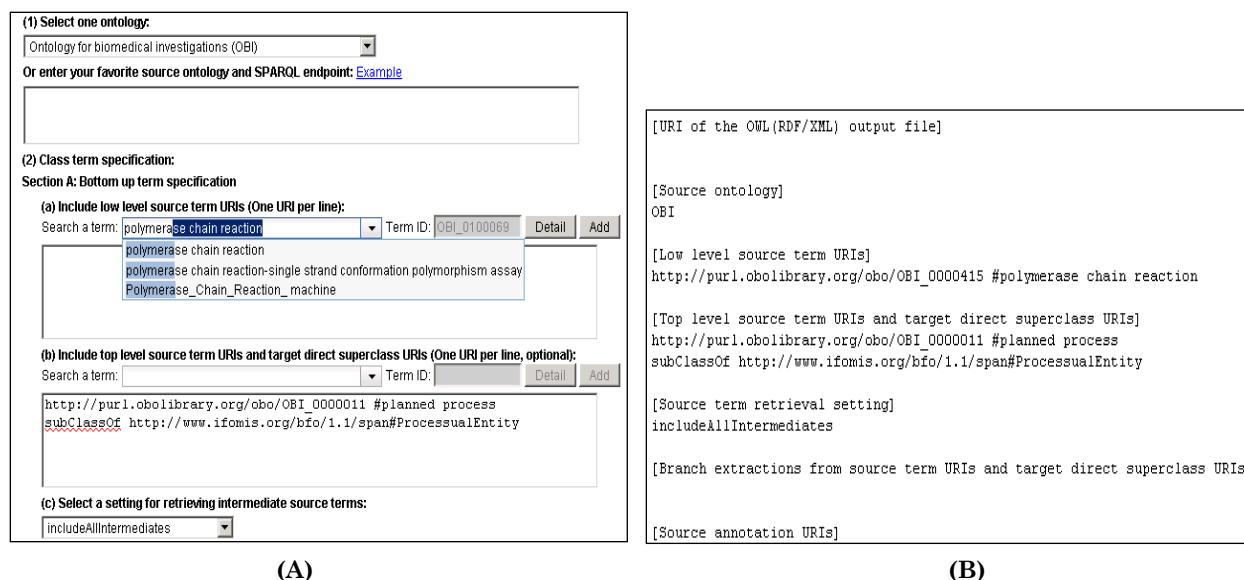 (1) Select one ontology:
Ontology for biomedical investigations (OBI)
Or enter your favorite source ontology and SPARQL endpoint: Example
(2) Class term specification:
Section A: Bottom up term specification
(a) Include low level source term URIs (One URI per line):
Search a term: polymerase chain reaction Term ID: OBI_0100069 Detail Add
polymerase chain reaction
polymerase chain reaction-single strand conformation polymorphism assay
Polymerase_Chain_Reaction_ machine
(b) Include top level source term URIs and target direct superclass URIs (One URI per line, optional):
Search a term: Term ID: Detail Add
http://purl.obolibrary.org/obo/OBI_0000011 #planned process
subClassOf http://www.ifomis.org/bfo/1.1/span#ProcessualEntity
(c) Select a setting for retrieving intermediate source terms:
includeAllIntermediates
(A)
[URI of the OWL(RDF/XML) output file]
[Source ontology]
OBI
[Low level source term URIs]
http://purl.obolibrary.org/obo/OBI_0000415 #polymerase chain reaction
[Top level source term URIs and target direct superclass URIs]
http://purl.obolibrary.org/obo/OBI_0000011 #planned process
subClassOf http://www.ifomis.org/bfo/1.1/span#ProcessualEntity
[Source term retrieval setting]
includeAllIntermediates
[Branch extractions from source term URIs and target direct superclass URIs
[Source annotation URIs]
(B)